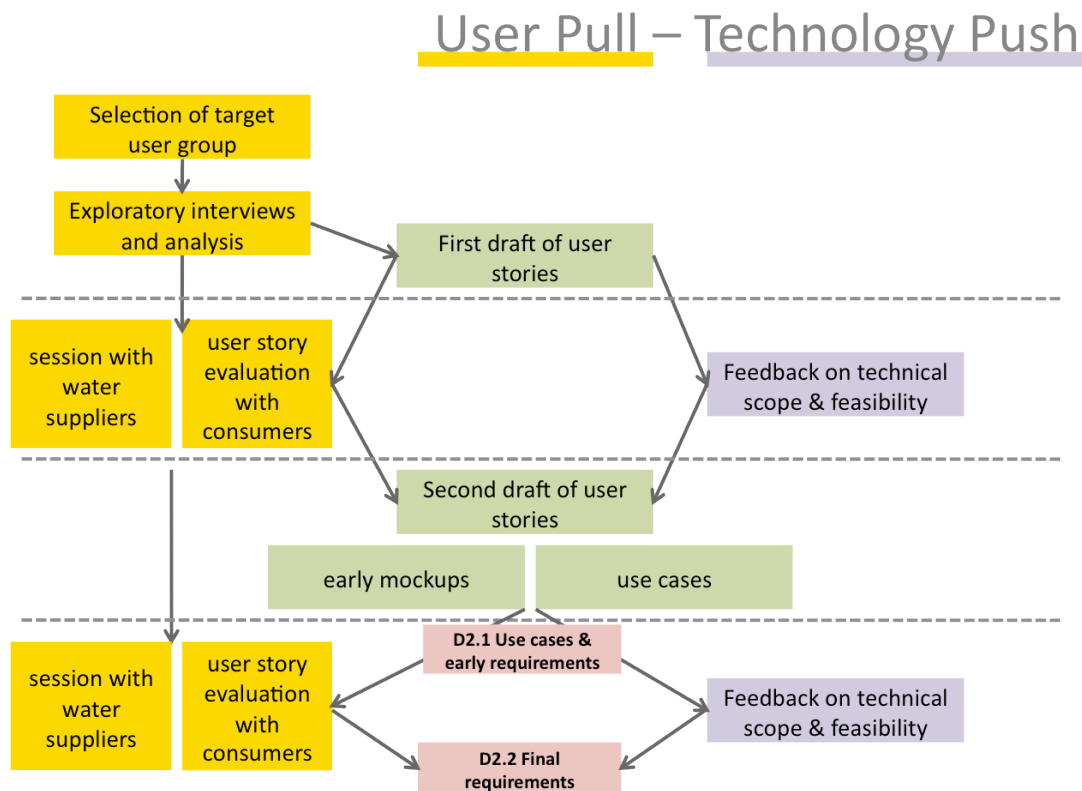 User Pull – Technology Push
Selection of target
user group
Exploratory interviews
and analysis
First draft of user
stories
session with
water
suppliers
user story
evaluation
with
consumers
Feedback on technical
scope & feasibility
Second draft of user
stories
early mockups
use cases
D2.1 Use cases &
early requirements
session with
water
suppliers
user story
evaluation
with
consumers
Feedback on technical
scope & feasibility
D2.2 Final
requirements